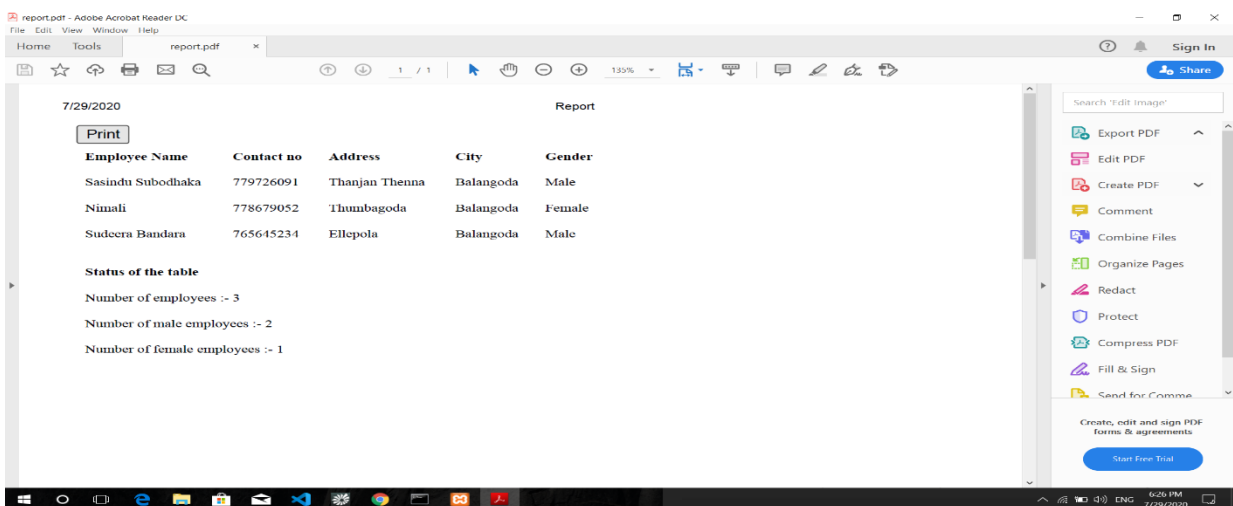 report.pdf - Adobe Acrobat Reader DC
File Edit View Window Help
Home Tools report.pdf × Sign In
1 / 1 135% Share
7/29/2020 Report
Print
Employee Name Contact no Address City Gender
Sasindu Subodhaka 779726091 Thanjan Thenna Balangoda Male
Nimali 778679052 Thumbagoda Balangoda Female
Sudeera Bandara 765645234 Ellepola Balangoda Male
Status of the table
Number of employees :- 3
Number of male employees :- 2
Number of female employees :- 1
Search 'Edit Image'
Export PDF
Edit PDF
Create PDF
Comment
Combine Files
Organize Pages
Redact
Protect
Compress PDF
Fill & Sign
Send for Comme
Create, edit and sign PDF
forms & agreements
Start Free Trial
ENG 6:26 PM
7/29/2020